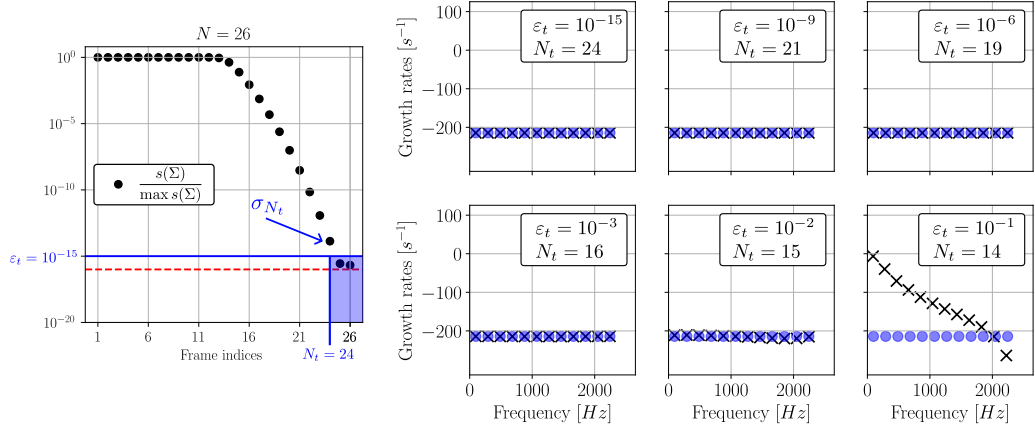 N = 26
10^0
10^{-5}
10^{-10}
ε_t = 10^{-15}
10^{-20}
s(Σ)
max s(Σ)
σ_{N_t}
1 6 11 16 21 26
Frame indices
N_t = 24
Growth rates [s^{-1}]
100
0
−100
−200
ε_t = 10^{-15}
N_t = 24
ε_t = 10^{-9}
N_t = 21
ε_t = 10^{-6}
N_t = 19
Growth rates [s^{-1}]
100
0
−100
−200
ε_t = 10^{-3}
N_t = 16
ε_t = 10^{-2}
N_t = 15
ε_t = 10^{-1}
N_t = 14
0 1000 2000
0 1000 2000
0 1000 2000
Frequency [Hz]
Frequency [Hz]
Frequency [Hz]